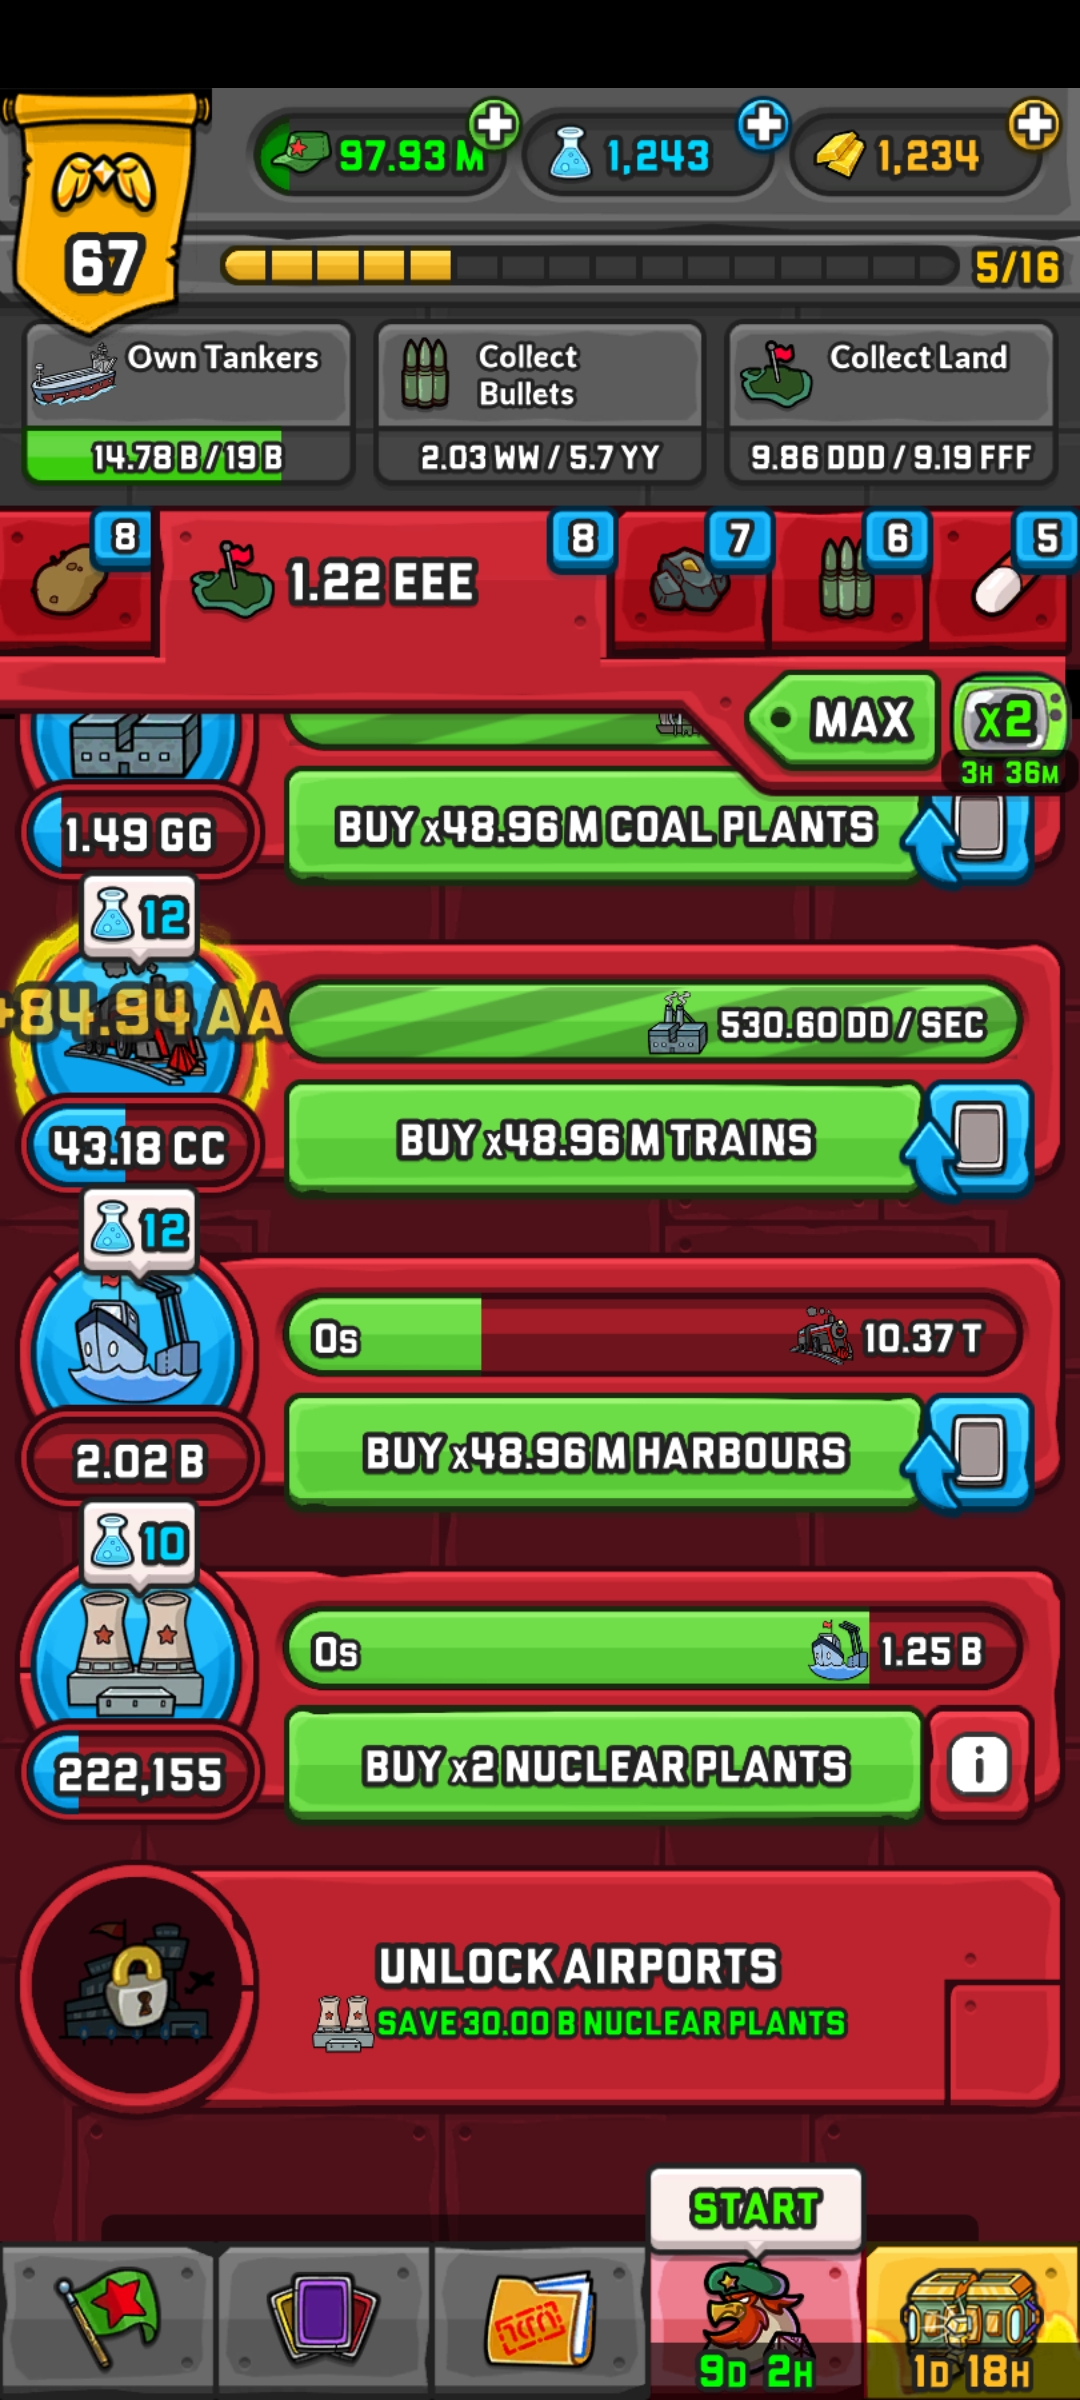 97.93 M
1,243
1,234
67
5/16
Own Tankers
14.78 B / 19 B
Collect
Bullets
2.03 WW / 5.7 YY
Collect Land
9.86 DDD / 9.19 FFF
8
1.22 EEE
8
7
6
5
MAX
x2
3H 36M
1.49 GG
BUY x48.96 M COAL PLANTS
12
+84.94 AA
530.60 DD / SEC
43.18 CC
BUY x48.96 M TRAINS
12
0s
10.37 T
2.02 B
BUY x48.96 M HARBOURS
10
0s
1.25 B
222,155
BUY x2 NUCLEAR PLANTS
i
UNLOCK AIRPORTS
SAVE 30.00 B NUCLEAR PLANTS
START
9D 2H
1D 18H